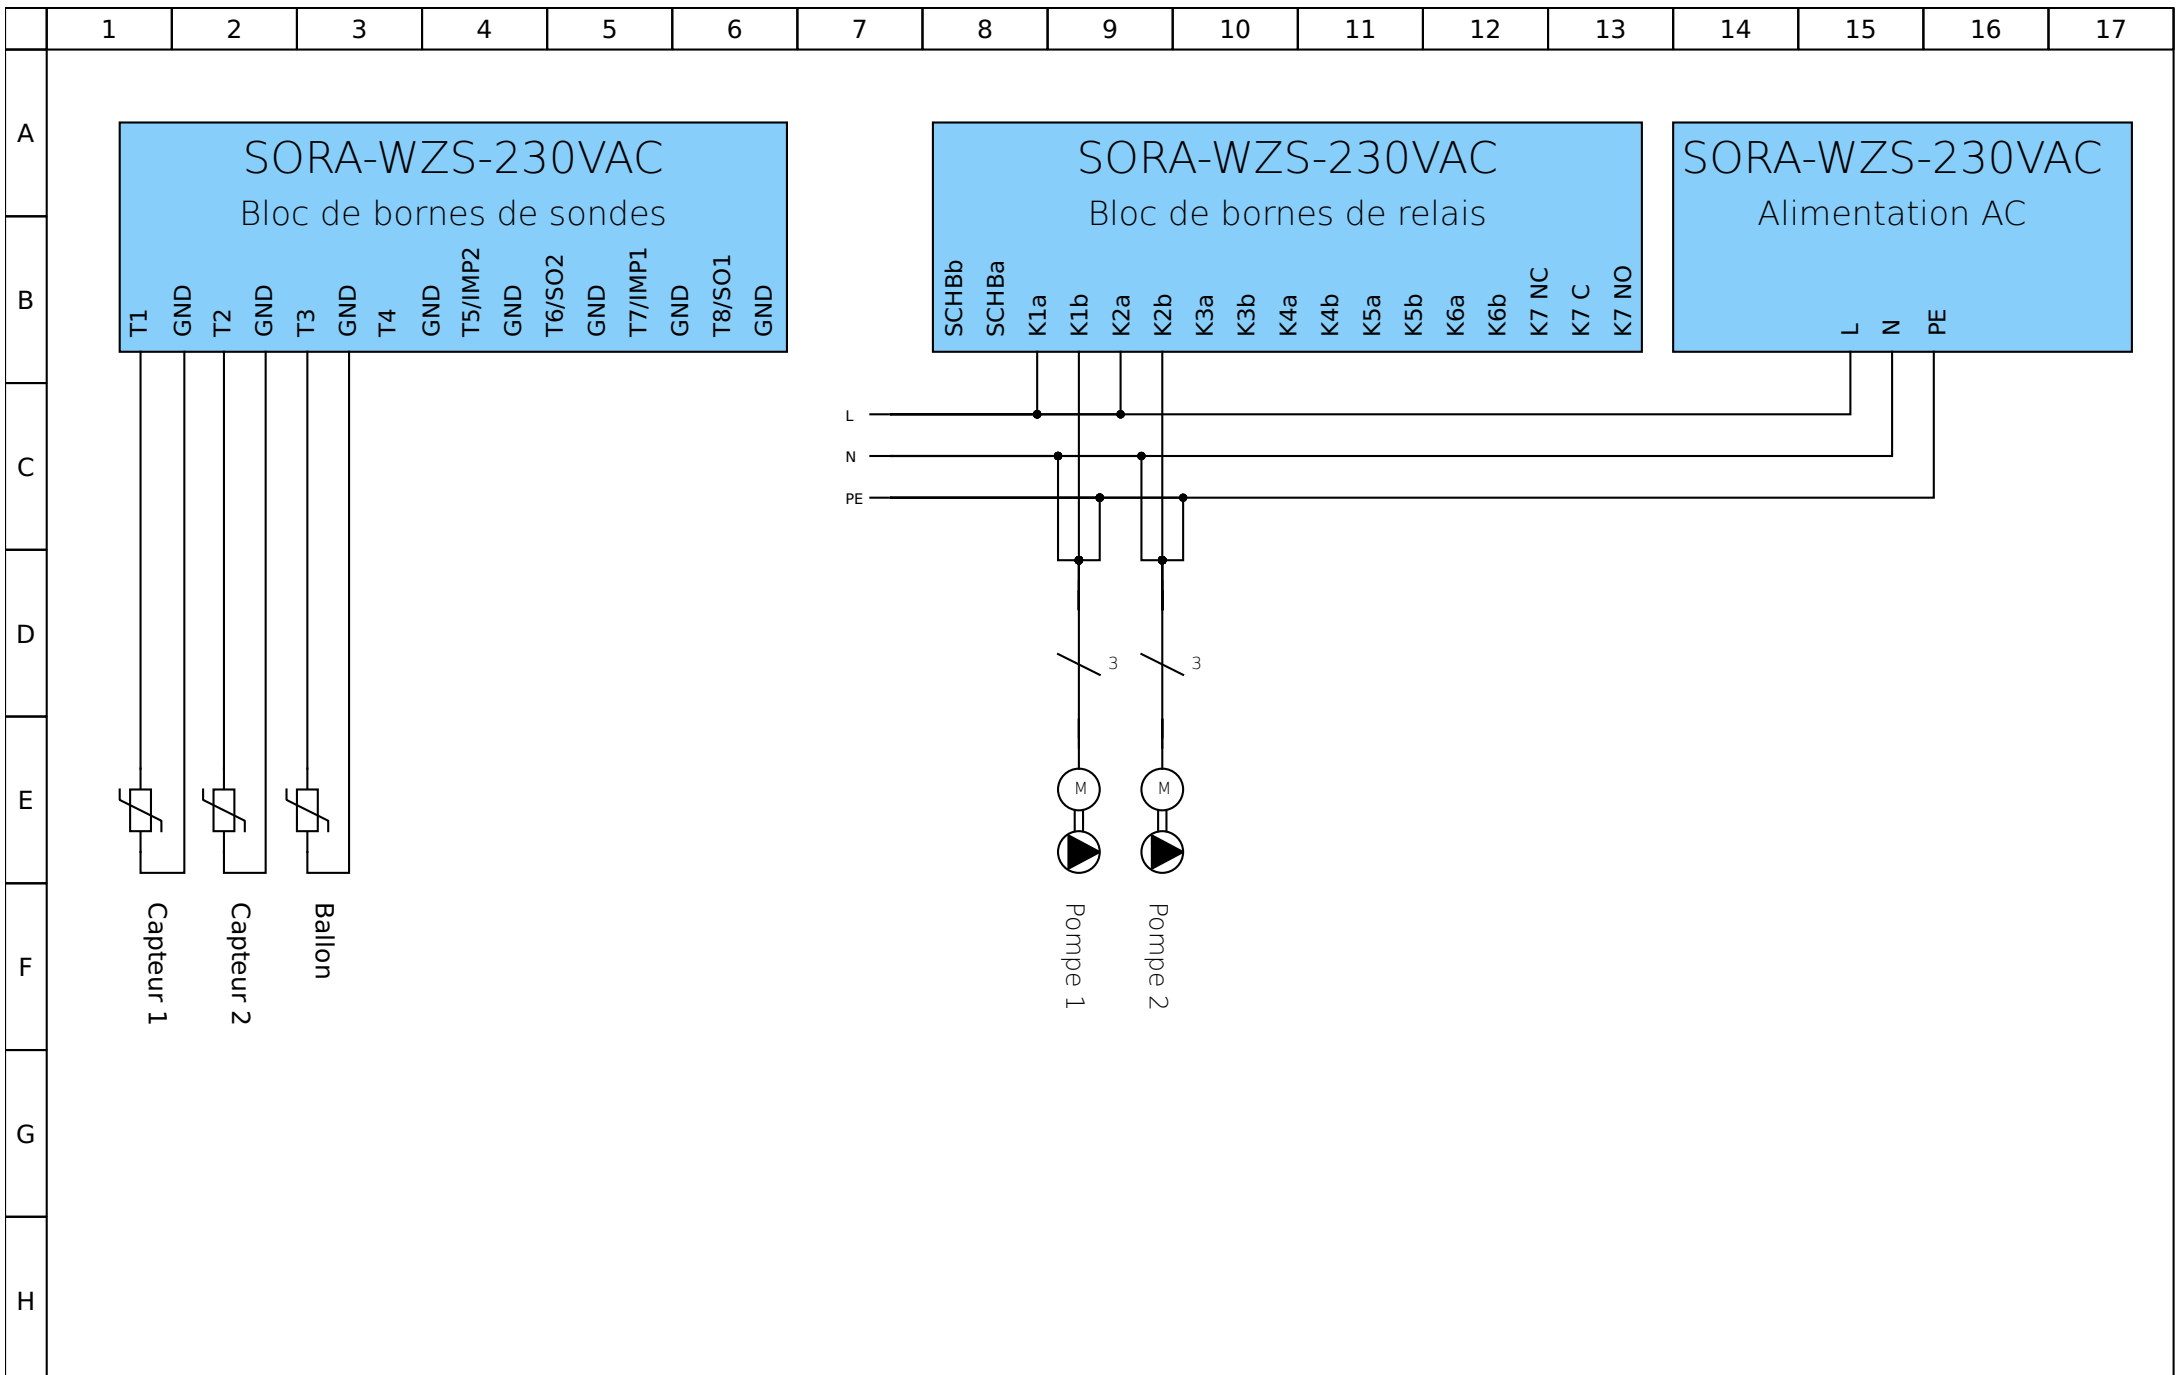 1 2 3 4 5 6 7 8 9 10 11 12 13 14 15 16 17
A
SORA-WZS-230VAC
Bloc de bornes de sondes
SORA-WZS-230VAC
Bloc de bornes de relais
SORA-WZS-230VAC
Alimentation AC
B
T1
GND
T2
GND
T3
GND
T4
GND
T5/IMP2
GND
T6/SO2
GND
T7/IMP1
GND
T8/SO1
GND
SCHBb
SCHBa
K1a
K1b
K2a
K2b
K3a
K3b
K4a
K4b
K5a
K5b
K6a
K6b
K7 NC
K7 C
K7 NO
L
N
PE
C
L
N
PE
D
3
3
E
M
M
F
Capteur 1
Capteur 2
Ballon
Pompe 1
Pompe 2
G
H